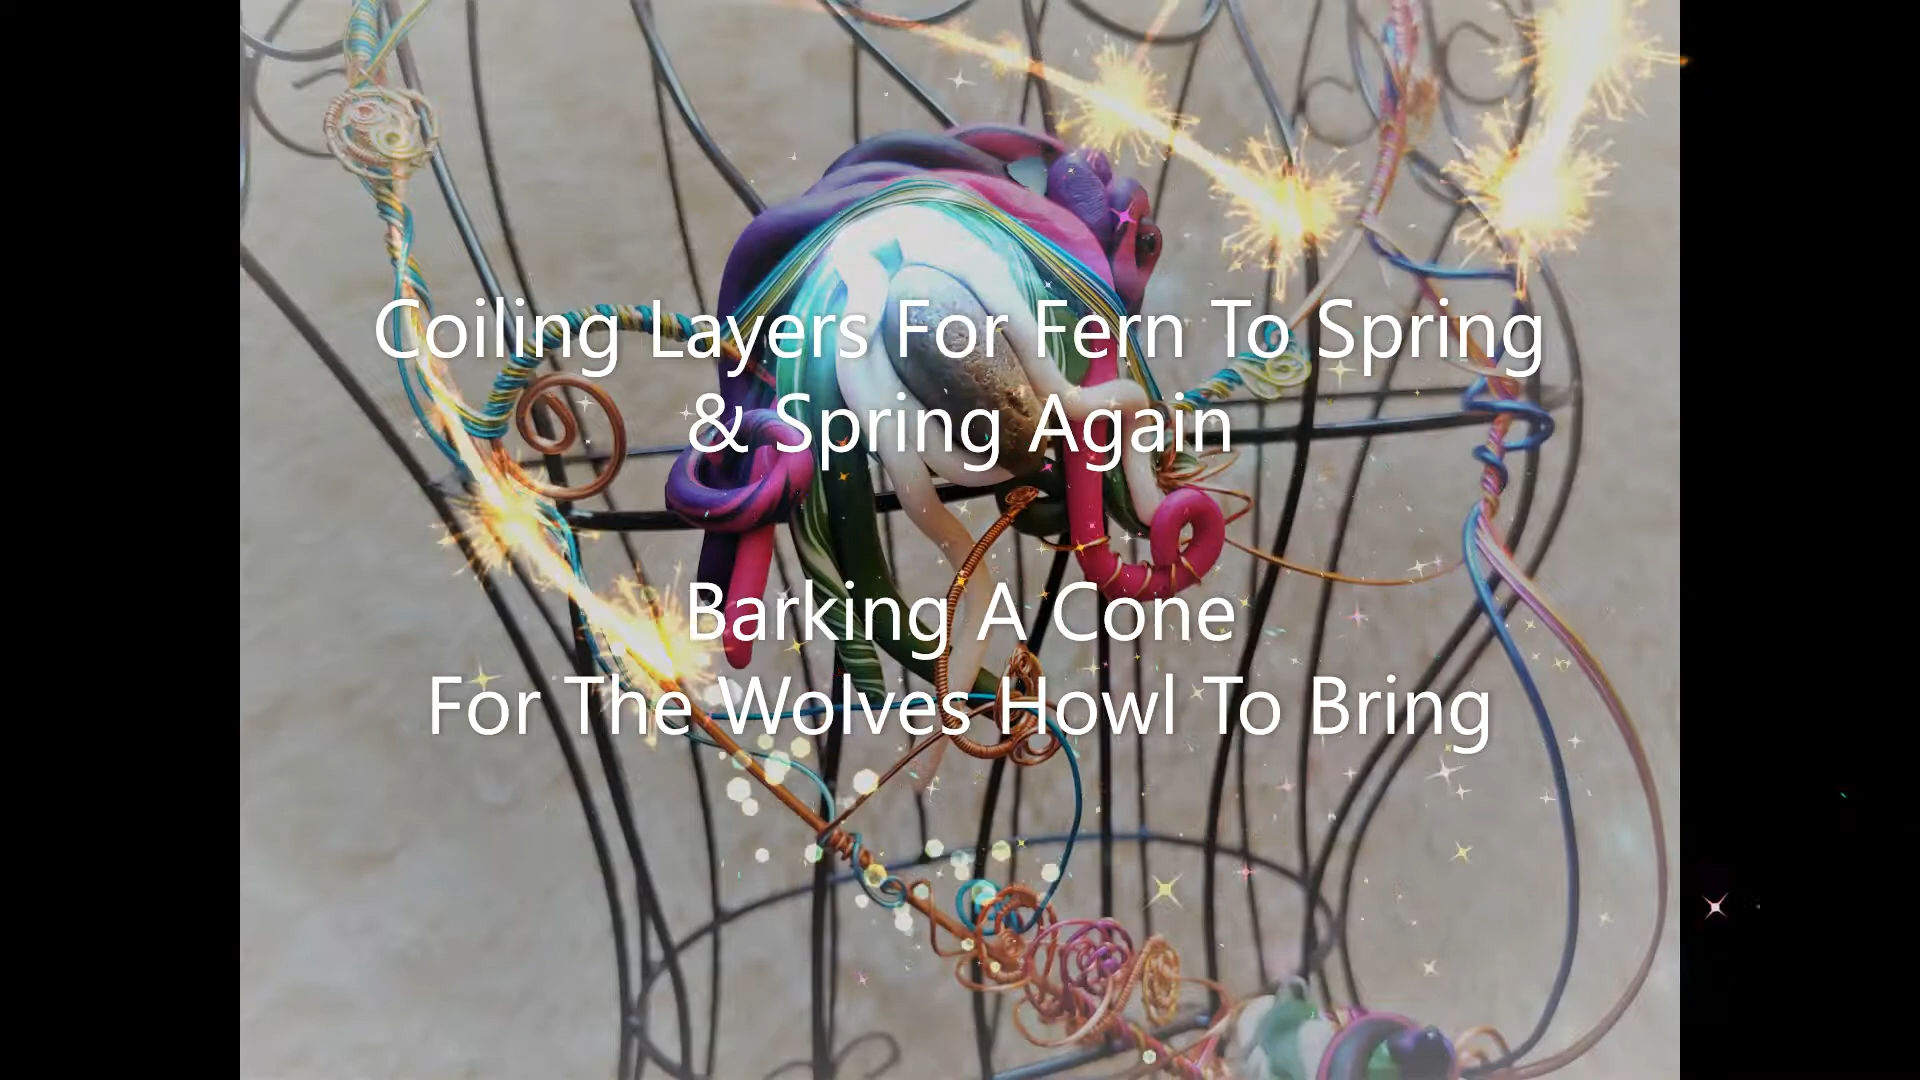 Coiling Layers For Fern To Spring
& Spring Again
Barking A Cone
For The Wolves Howl To Bring